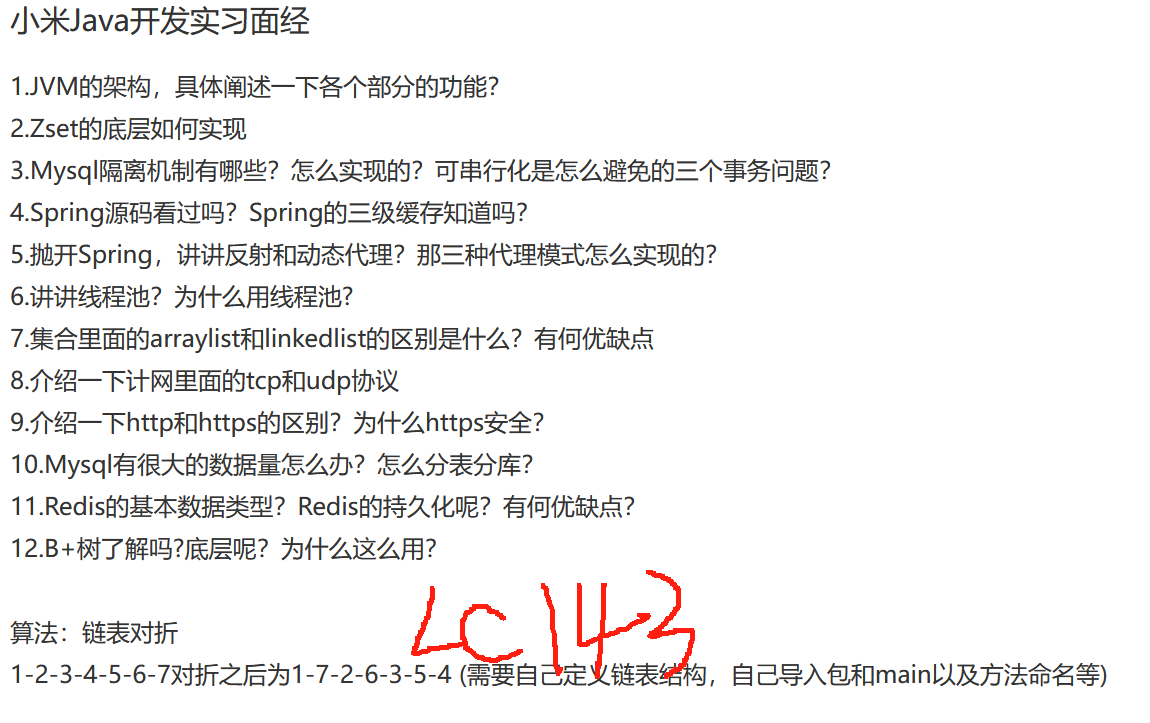 小米Java开发实习面经
1.JVM的架构，具体阐述一下各个部分的功能？
2.Zset的底层如何实现
3.Mysql隔离机制有哪些？怎么实现的？可串行化是怎么避免的三个事务问题？
4.Spring源码看过吗？Spring的三级缓存知道吗？
5.抛开Spring，讲讲反射和动态代理？那三种代理模式怎么实现的？
6.讲讲线程池？为什么用线程池？
7.集合里面的arraylist和linkedlist的区别是什么？有何优缺点
8.介绍一下计网里面的tcp和udp协议
9.介绍一下http和https的区别？为什么https安全？
10.Mysql有很大的数据量怎么办？怎么分表分库？
11.Redis的基本数据类型？Redis的持久化呢？有何优缺点？
12.B+树了解吗?底层呢？为什么这么用？
LC143
算法：链表对折
1-2-3-4-5-6-7对折之后为1-7-2-6-3-5-4 (需要自己定义链表结构，自己导入包和main以及方法命名等)